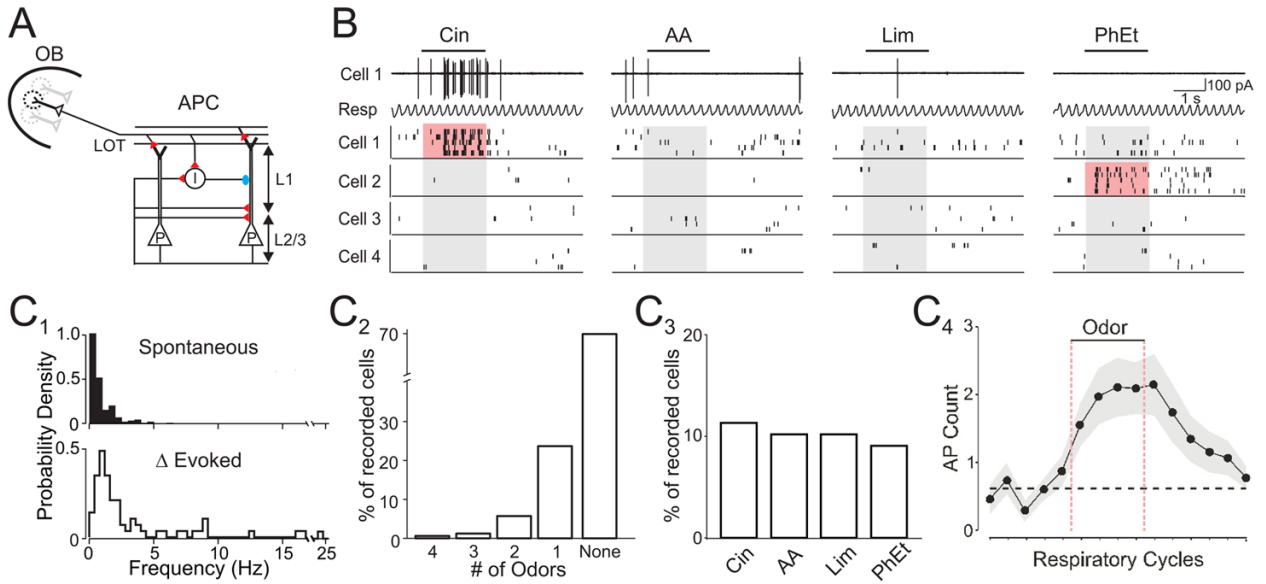 A
OB
APC
LOT
I
L1
P
P
L2/3
B
Cin
AA
Lim
PhEt
Cell 1
100 pA
1 s
Resp
Cell 1
Cell 2
Cell 3
Cell 4
C1
Probability Density
1.0
0.5
0
Spontaneous
0.5
0
Δ Evoked
0 5 10 15 25
Frequency (Hz)
C2
% of recorded cells
70
30
20
10
0
4 3 2 1 None
# of Odors
C3
% of recorded cells
20
10
0
Cin AA Lim PhEt
C4
AP Count
3
2
1
0
Odor
Respiratory Cycles